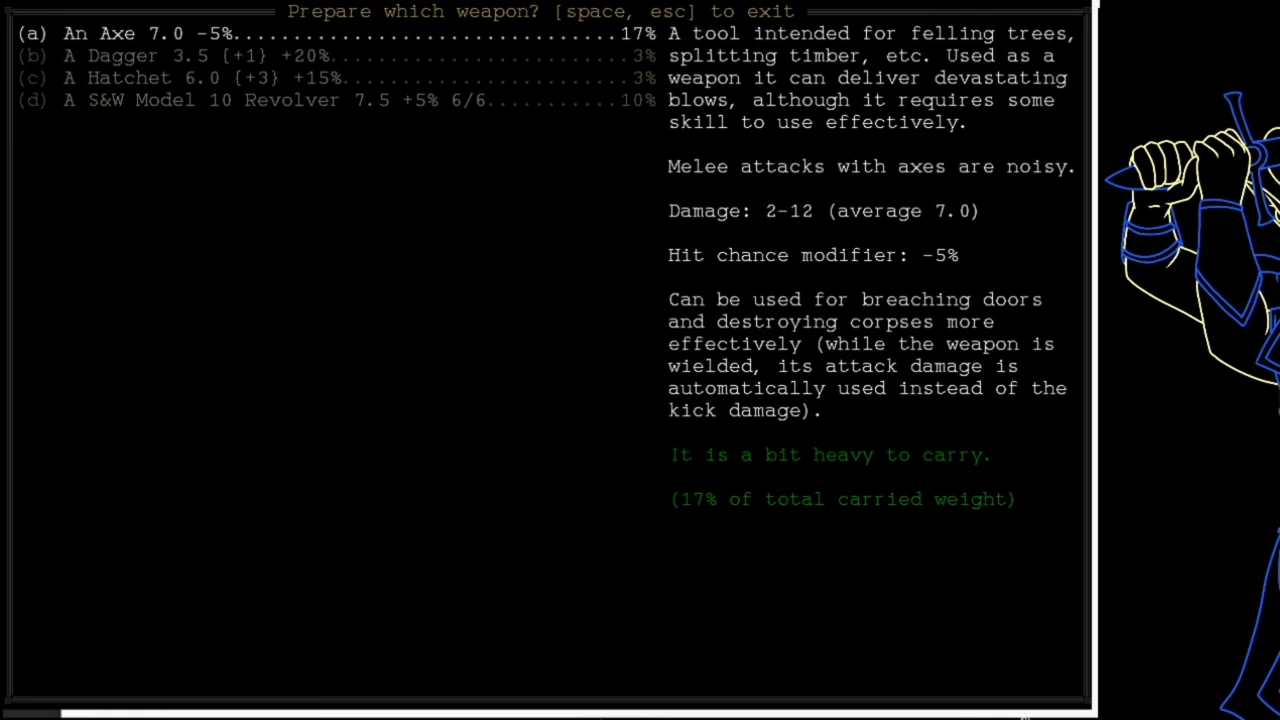 Prepare which weapon? [space, esc] to exit
(a) An Axe 7.0 -5%.................................17%
(b) A Dagger 3.5 {+1} +20%..........................3%
(c) A Hatchet 6.0 {+3} +15%.........................3%
(d) A S&W Model 10 Revolver 7.5 +5% 6/6............10%
A tool intended for felling trees,
splitting timber, etc. Used as a
weapon it can deliver devastating
blows, although it requires some
skill to use effectively.
Melee attacks with axes are noisy.
Damage: 2-12 (average 7.0)
Hit chance modifier: -5%
Can be used for breaching doors
and destroying corpses more
effectively (while the weapon is
wielded, its attack damage is
automatically used instead of the
kick damage).
It is a bit heavy to carry.
(17% of total carried weight)